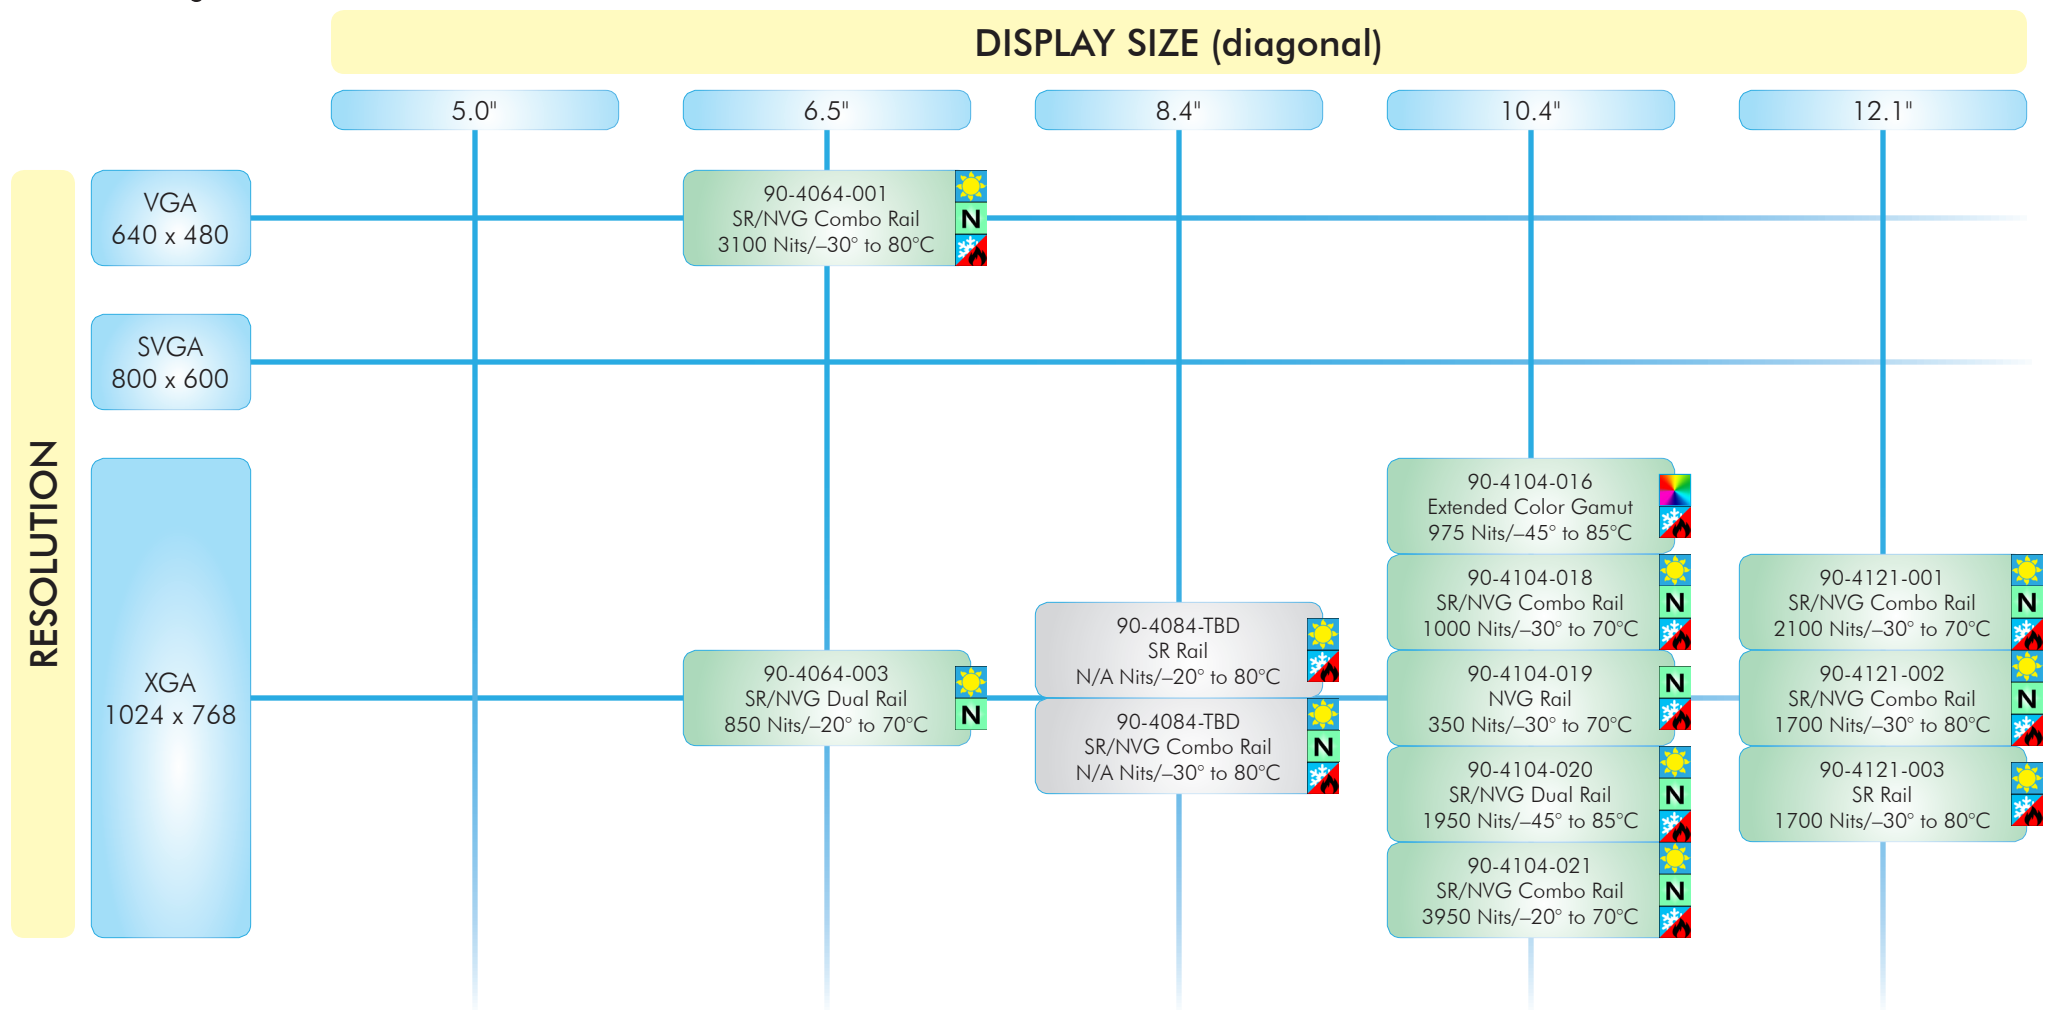 DISPLAY SIZE (diagonal)
5.0"
6.5"
8.4"
10.4"
12.1"
RESOLUTION
VGA
640 x 480
90-4064-001
SR/NVG Combo Rail
3100 Nits/–30° to 80°C
N
SVGA
800 x 600
XGA
1024 x 768
90-4064-003
SR/NVG Dual Rail
850 Nits/–20° to 70°C
N
90-4084-TBD
SR Rail
N/A Nits/–20° to 80°C
90-4084-TBD
SR/NVG Combo Rail
N/A Nits/–30° to 80°C
N
90-4104-016
Extended Color Gamut
975 Nits/–45° to 85°C
90-4104-018
SR/NVG Combo Rail
1000 Nits/–30° to 70°C
N
90-4104-019
NVG Rail
350 Nits/–30° to 70°C
N
90-4104-020
SR/NVG Dual Rail
1950 Nits/–45° to 85°C
N
90-4104-021
SR/NVG Combo Rail
3950 Nits/–20° to 70°C
N
90-4121-001
SR/NVG Combo Rail
2100 Nits/–30° to 70°C
N
90-4121-002
SR/NVG Combo Rail
1700 Nits/–30° to 80°C
N
90-4121-003
SR Rail
1700 Nits/–30° to 80°C